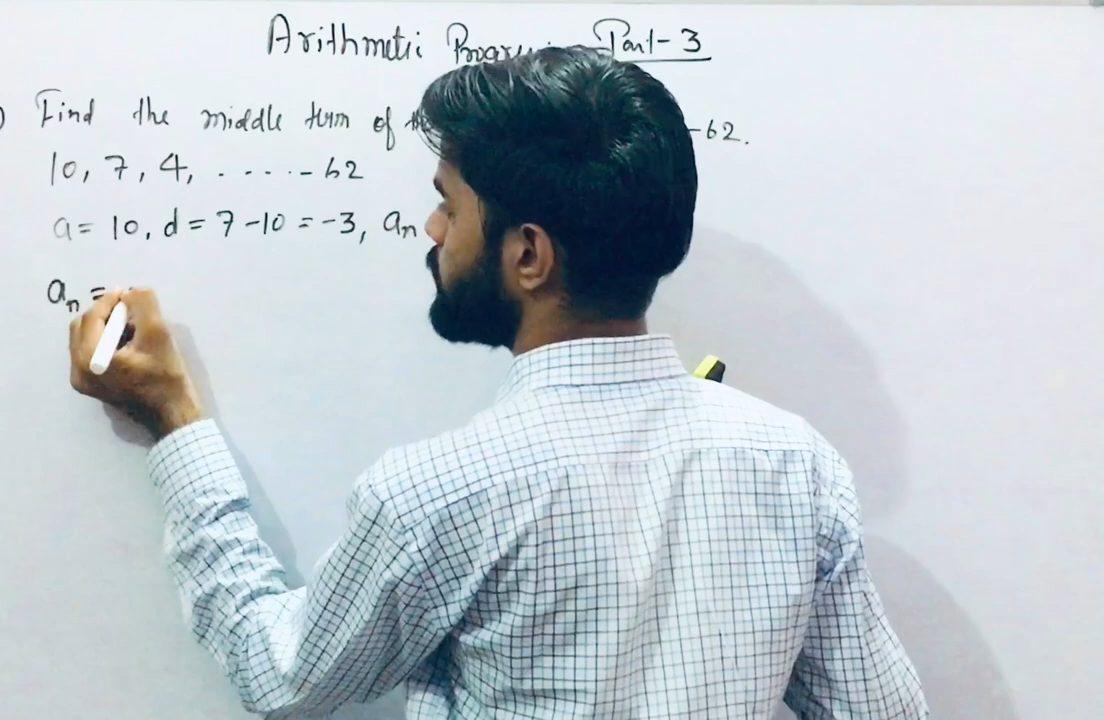 Arithmetic Part-3
Find the middle term of -62.
10, 7, 4, .....-62
a = 10, d = 7-10 = -3, an
an =